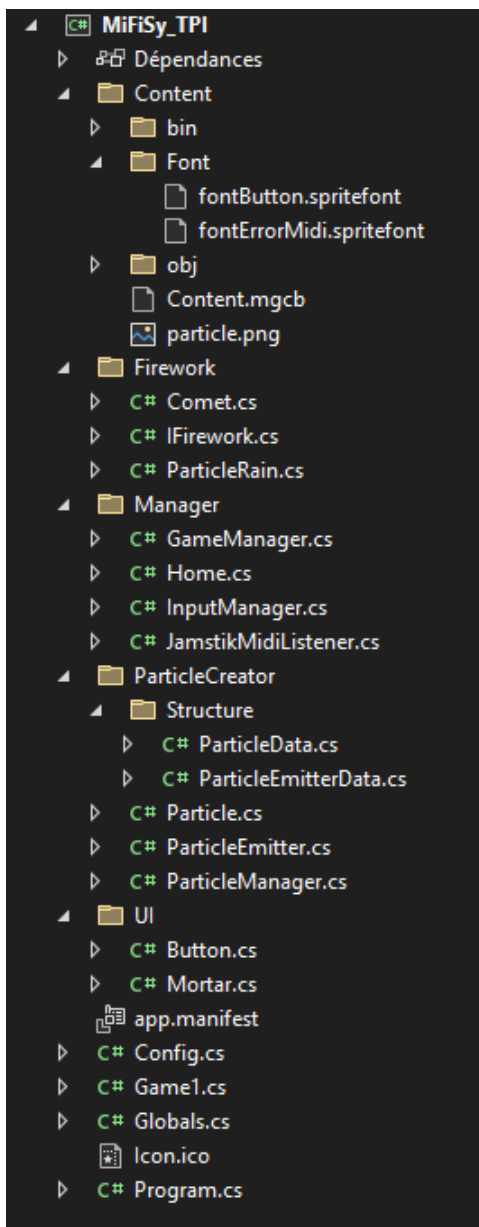 C# MiFiSy_TPI
Dépendances
Content
bin
Font
fontButton.spritefont
fontErrorMidi.spritefont
obj
Content.mgcb
particle.png
Firework
C# Comet.cs
C# IFirework.cs
C# ParticleRain.cs
Manager
C# GameManager.cs
C# Home.cs
C# InputManager.cs
C# JamstikMidiListener.cs
ParticleCreator
Structure
C# ParticleData.cs
C# ParticleEmitterData.cs
C# Particle.cs
C# ParticleEmitter.cs
C# ParticleManager.cs
UI
C# Button.cs
C# Mortar.cs
app.manifest
C# Config.cs
C# Game1.cs
C# Globals.cs
Icon.ico
C# Program.cs